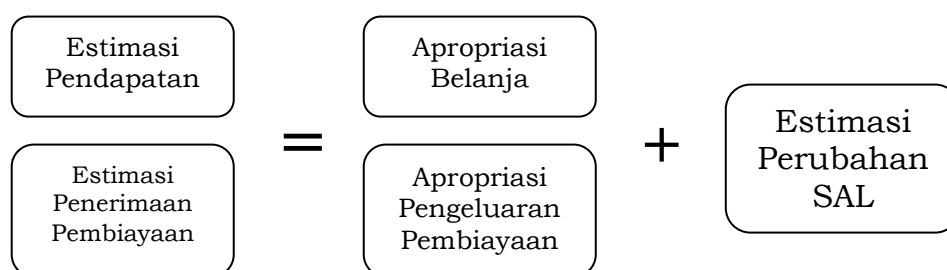 Estimasi
Pendapatan
Estimasi
Penerimaan
Pembiayaan
=
Apropriasi
Belanja
Apropriasi
Pengeluaran
Pembiayaan
+
Estimasi
Perubahan
SAL